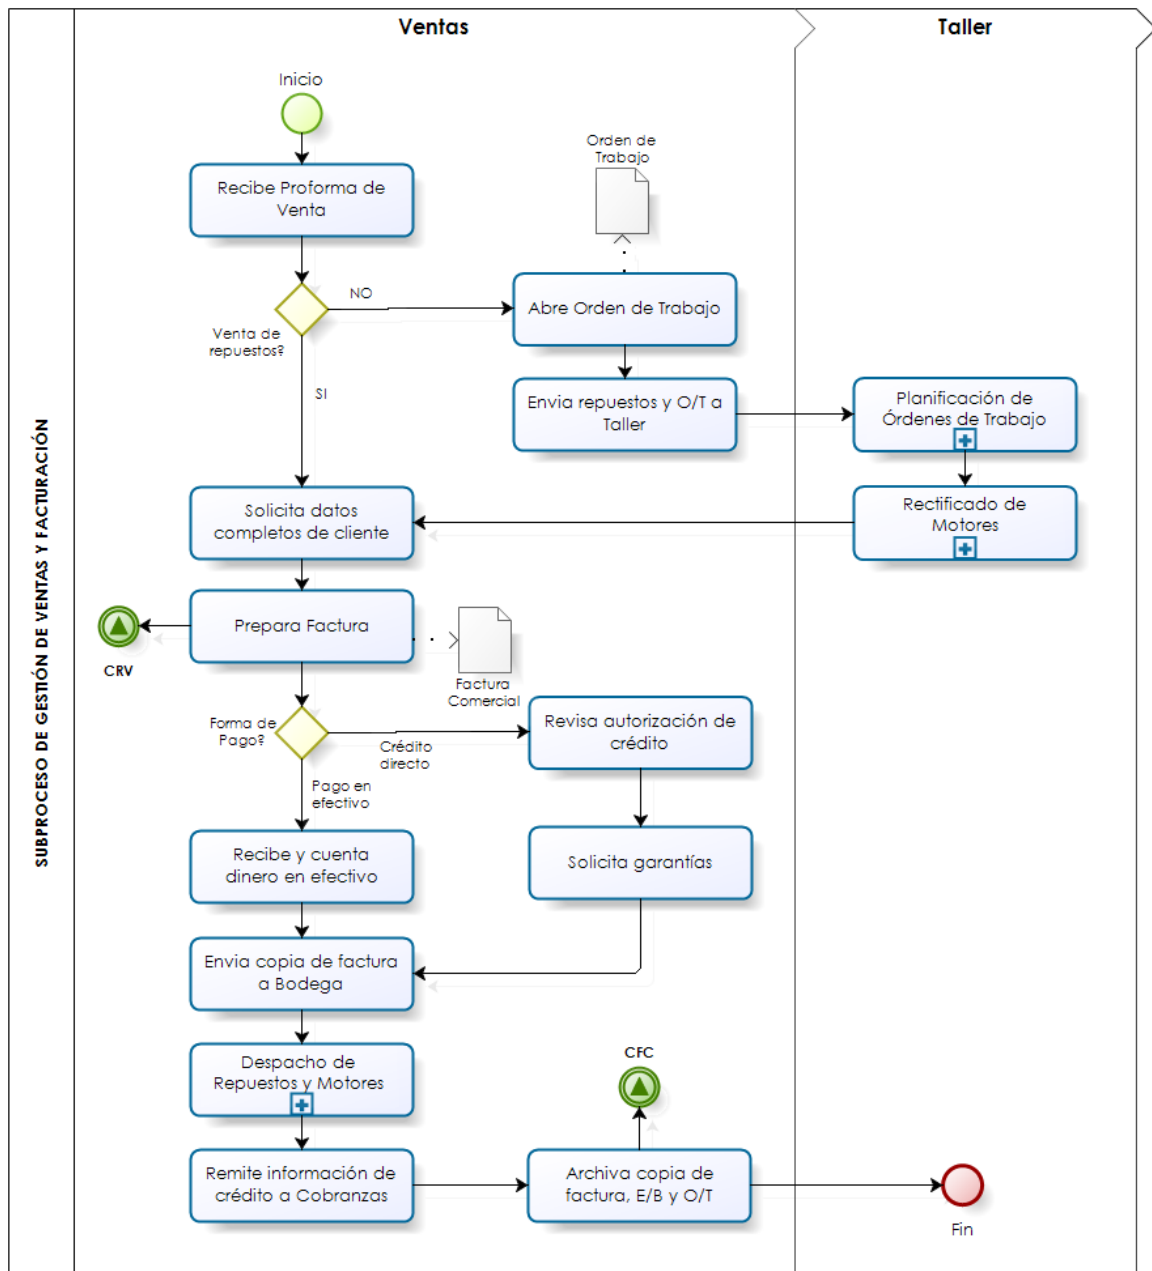 Ventas
Taller
SUBPROCESO DE GESTIÓN DE VENTAS Y FACTURACIÓN
Inicio
Recibe Proforma de
Venta
Orden de
Trabajo
NO
Venta de
repuestos?
Abre Orden de Trabajo
SI
Envia repuestos y O/T a
Taller
Planificación de
Órdenes de Trabajo
Solicita datos
completos de cliente
Rectificado de
Motores
Prepara Factura
CRV
Factura
Comercial
Forma de
Pago?
Crédito
directo
Revisa autorización de
crédito
Pago en
efectivo
Recibe y cuenta
dinero en efectivo
Solicita garantías
Envia copia de factura
a Bodega
Despacho de
Repuestos y Motores
CFC
Remite información de
crédito a Cobranzas
Archiva copia de
factura, E/B y O/T
Fin